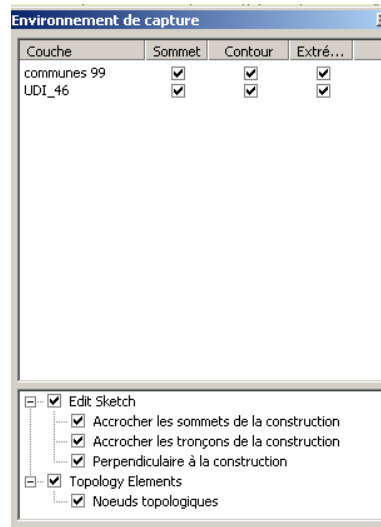 Environnement de capture
Couche Sommet Contour Extré...
communes 99
UDI_46
Edit Sketch
Accrocher les sommets de la construction
Accrocher les tronçons de la construction
Perpendiculaire à la construction
Topology Elements
Noeuds topologiques